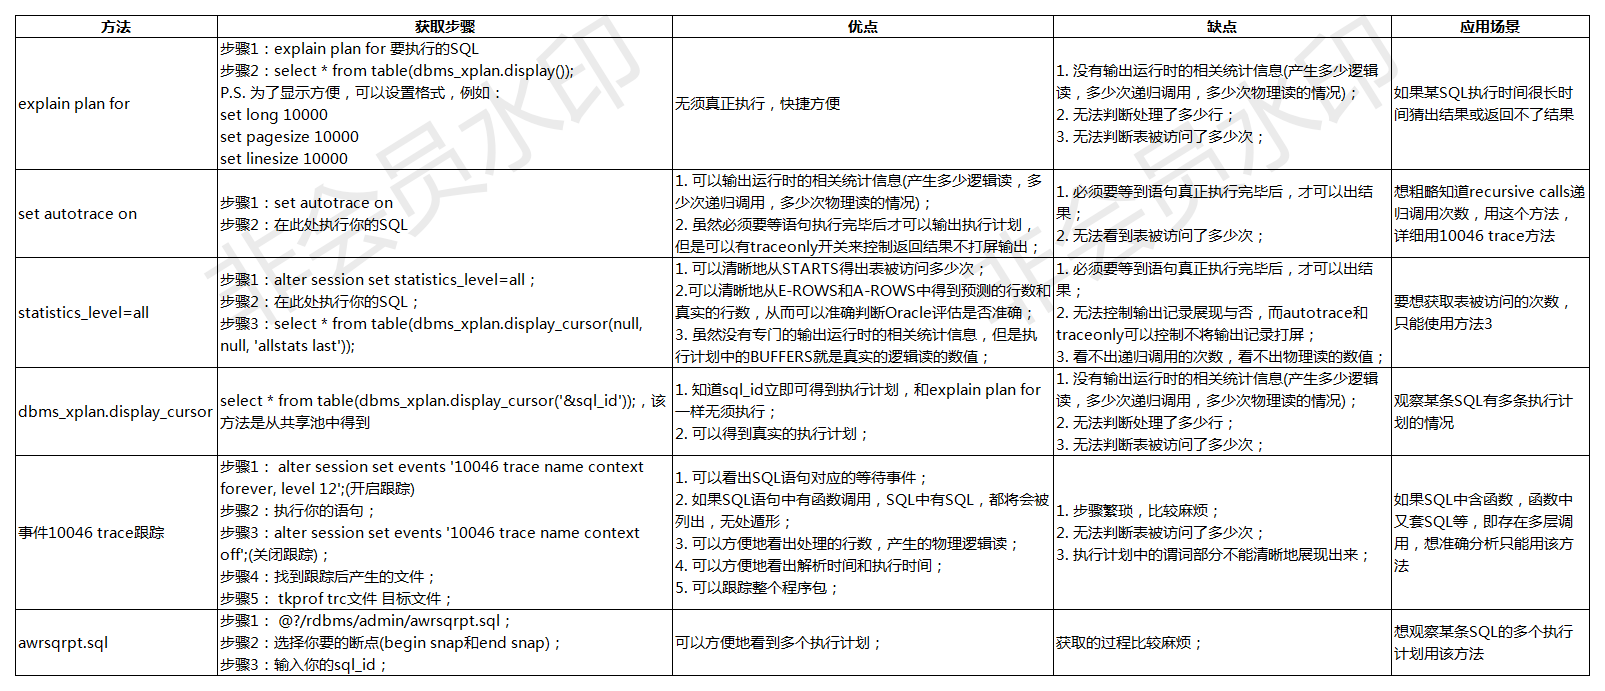 方法 获取步骤 优点 缺点 应用场景
explain plan for
步骤1：explain plan for 要执行的SQL
步骤2：select * from table(dbms_xplan.display());
P.S. 为了显示方便，可以设置格式，例如：
set long 10000
set pagesize 10000
set linesize 10000
无须真正执行，快捷方便
1. 没有输出运行时的相关统计信息(产生多少逻辑
读，多少次递归调用，多少次物理读的情况)；
2. 无法判断处理了多少行；
3. 无法判断表被访问了多少次；
如果某SQL执行时间很长时
间猜出结果或返回不了结果
set autotrace on
步骤1：set autotrace on
步骤2：在此处执行你的SQL
1. 可以输出运行时的相关统计信息(产生多少逻辑读，多
少次递归调用，多少次物理读的情况)；
2. 虽然必须要等语句执行完毕后才可以输出执行计划，
但是可以有traceonly开关来控制返回结果不打屏输出；
1. 必须要等到语句真正执行完毕后，才可以出结
果；
2. 无法看到表被访问了多少次；
想粗略知道recursive calls递
归调用次数，用这个方法，
详细用10046 trace方法
statistics_level=all
步骤1：alter session set statistics_level=all；
步骤2：在此处执行你的SQL；
步骤3：select * from table(dbms_xplan.display_cursor(null,
null, 'allstats last'));
1. 可以清晰地从STARTS得出表被访问多少次；
2.可以清晰地从E-ROWS和A-ROWS中得到预测的行数和
真实的行数，从而可以准确判断Oracle评估是否准确；
3. 虽然没有专门的输出运行时的相关统计信息，但是执
行计划中的BUFFERS就是真实的逻辑读的数值；
1. 必须要等到语句真正执行完毕后，才可以出结
果；
2. 无法控制输出记录展现与否，而autotrace和
traceonly可以控制不将输出记录打屏；
3. 看不出递归调用的次数，看不出物理读的数值；
要想获取表被访问的次数，
只能使用方法3
dbms_xplan.display_cursor
select * from table(dbms_xplan.display_cursor('&sql_id'));，该
方法是从共享池中得到
1. 知道sql_id立即可得到执行计划，和explain plan for
一样无须执行；
2. 可以得到真实的执行计划；
1. 没有输出运行时的相关统计信息(产生多少逻辑
读，多少次递归调用，多少次物理读的情况)；
2. 无法判断处理了多少行；
3. 无法判断表被访问了多少次；
观察某条SQL有多条执行计
划的情况
事件10046 trace跟踪
步骤1： alter session set events '10046 trace name context
forever, level 12';(开启跟踪)
步骤2：执行你的语句；
步骤3：alter session set events '10046 trace name context
off';(关闭跟踪)；
步骤4：找到跟踪后产生的文件；
步骤5： tkprof trc文件 目标文件；
1. 可以看出SQL语句对应的等待事件；
2. 如果SQL语句中有函数调用，SQL中有SQL，都将会被
列出，无处遁形；
3. 可以方便地看出处理的行数，产生的物理逻辑读；
4. 可以方便地看出解析时间和执行时间；
5. 可以跟踪整个程序包；
1. 步骤繁琐，比较麻烦；
2. 无法判断表被访问了多少次；
3. 执行计划中的谓词部分不能清晰地展现出来；
如果SQL中含函数，函数中
又套SQL等，即存在多层调
用，想准确分析只能用该方
法
awrsqrpt.sql
步骤1： @?/rdbms/admin/awrsqrpt.sql；
步骤2：选择你要的断点(begin snap和end snap)；
步骤3：输入你的sql_id；
可以方便地看到多个执行计划；
获取的过程比较麻烦；
想观察某条SQL的多个执行
计划用该方法
非会员水印
非会员水印